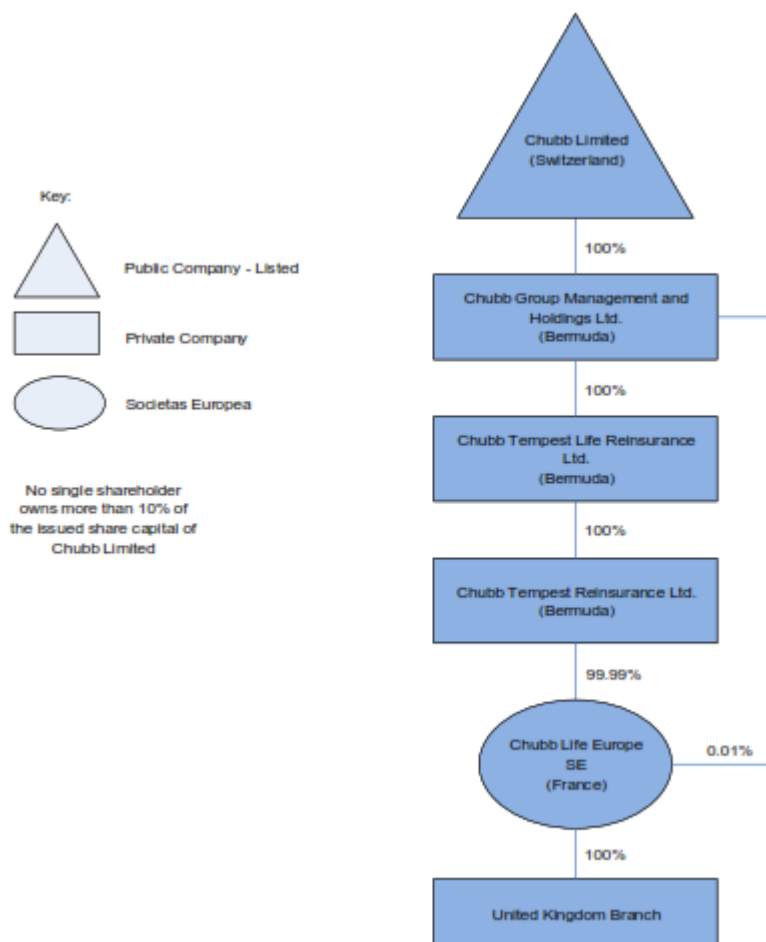 Chubb Limited
(Switzerland)
Key:
Public Company - Listed
100%
Chubb Group Management and
Holdings Ltd.
(Bermuda)
Private Company
100%
Societas Europea
Chubb Tempest Life Reinsurance
Ltd.
(Bermuda)
No single shareholder
owns more than 10% of
the issued share capital of
Chubb Limited
100%
Chubb Tempest Reinsurance Ltd.
(Bermuda)
99.99%
Chubb Life Europe
SE
(France)
0.01%
100%
United Kingdom Branch